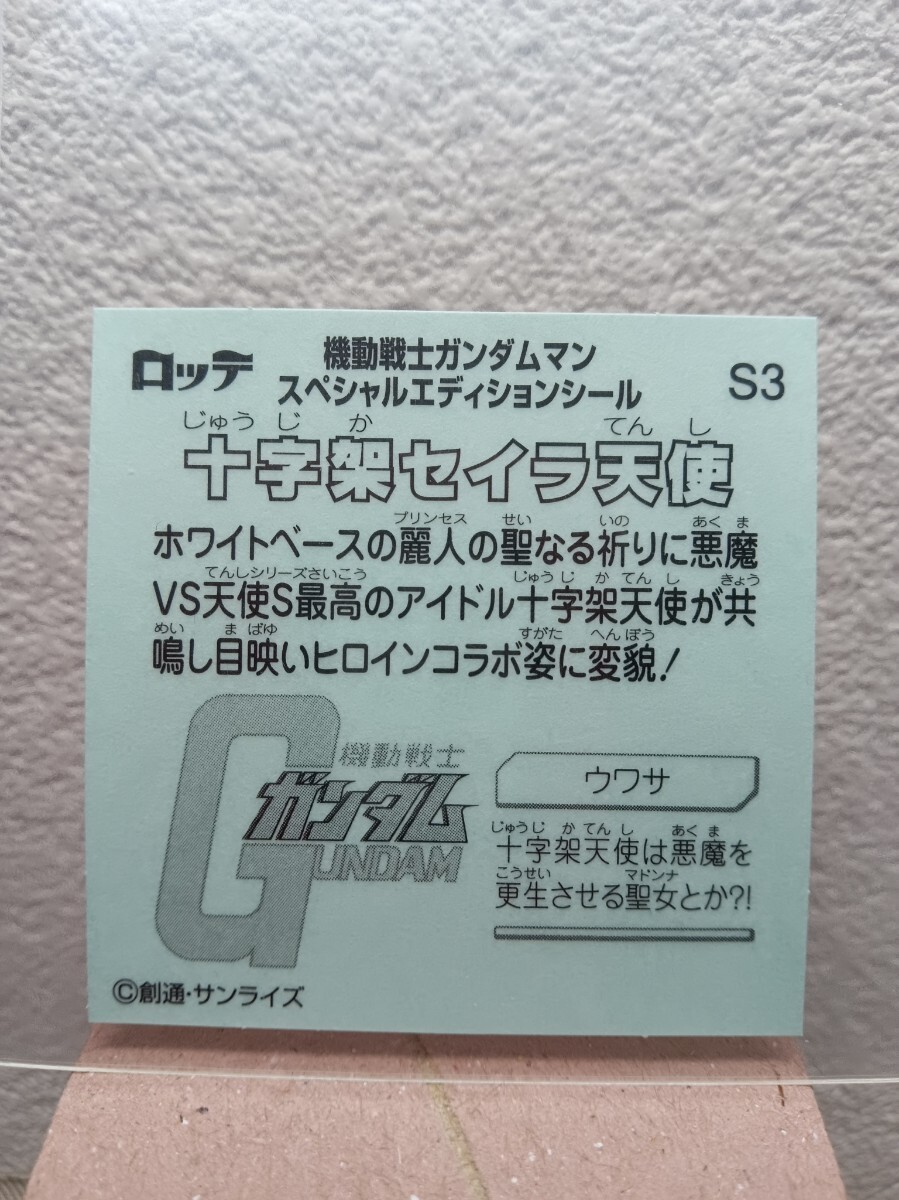 ロッテ
機動戦士ガンダムマン
スペシャルエディションシール
S3
じゅう じ か てん し
十字架セイラ天使
プリンセス せい いの あく ま
ホワイトベースの麗人の聖なる祈りに悪魔
てんしシリーズさいこう じゅう じ か てん し きょう
VS天使S最高のアイドル十字架天使が共
めい ま ばゆ すがた へん ぼう
鳴し目映いヒロインコラボ姿に変貌!
機動戦士
ガンダム
GUNDAM
ウワサ
じゅう じ か てん し あく ま
十字架天使は悪魔を
こうせい マドンナ
更生させる聖女とか?!
©創通・サンライズ